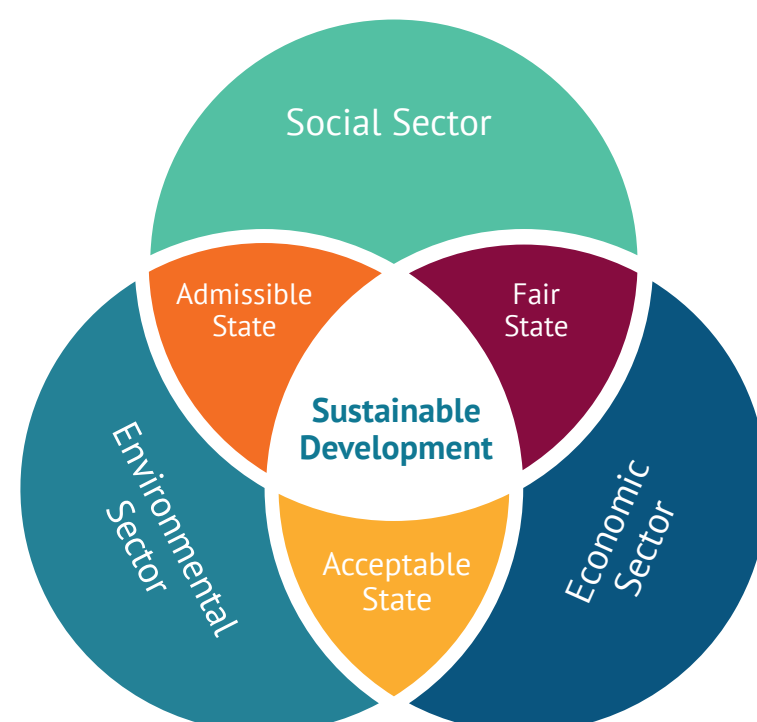 Social Sector
Admissible
State
Fair
State
Sustainable
Development
Environmental
Sector
Economic
Sector
Acceptable
State